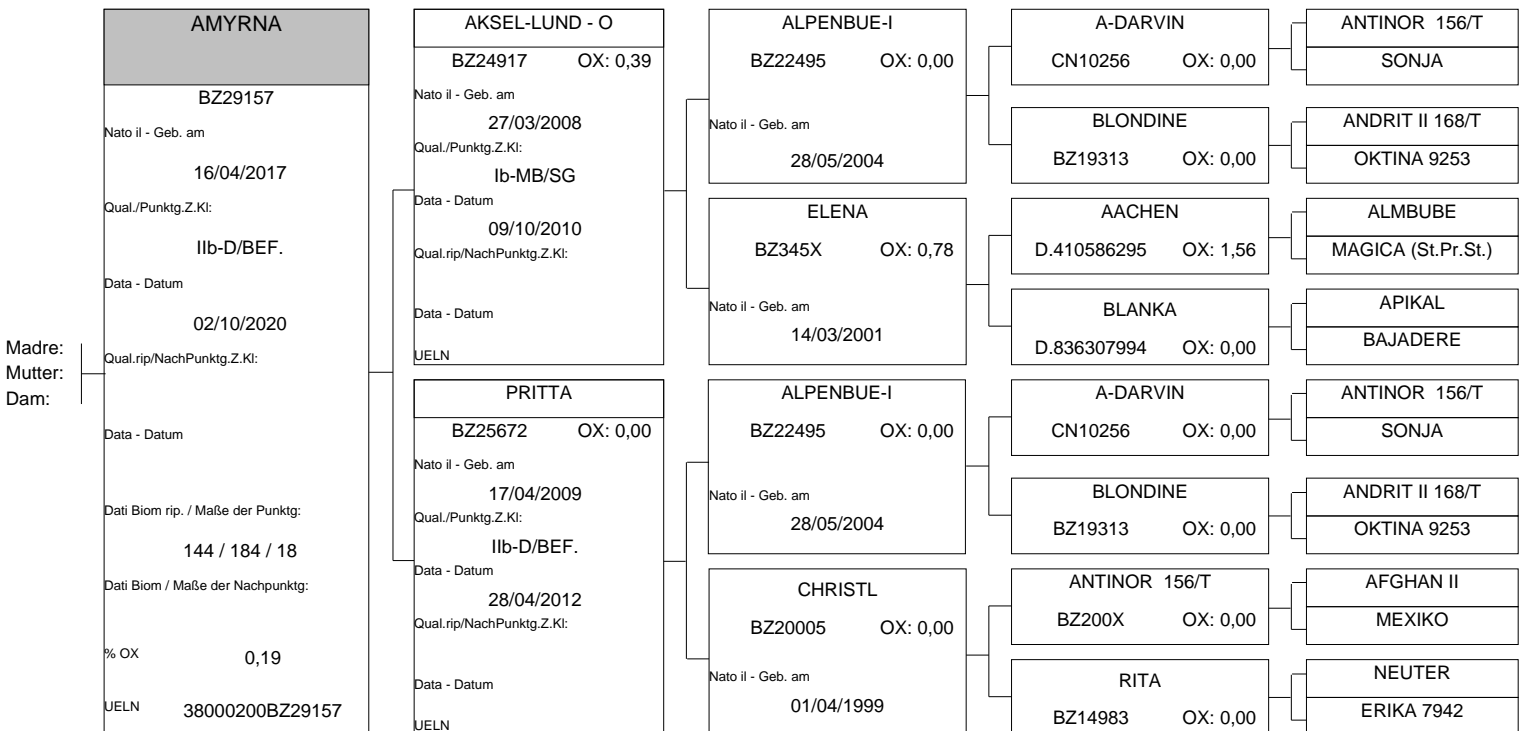 Madre:
Mutter:
Dam:
AMYRNA
BZ29157
Nato il - Geb. am
16/04/2017
Qual./Punktg.Z.Kl:
IIb-D/BEF.
Data - Datum
02/10/2020
Qual.rip/NachPunktg.Z.Kl:
Data - Datum
Dati Biom rip. / Maße der Punktg:
144 / 184 / 18
Dati Biom / Maße der Nachpunktg:
% OX 0,19
UELN 38000200BZ29157
AKSEL-LUND - O
BZ24917 OX: 0,39
Nato il - Geb. am
27/03/2008
Qual./Punktg.Z.Kl:
Ib-MB/SG
Data - Datum
09/10/2010
Qual.rip/NachPunktg.Z.Kl:
Data - Datum
UELN
PRITTA
BZ25672 OX: 0,00
Nato il - Geb. am
17/04/2009
Qual./Punktg.Z.Kl:
IIb-D/BEF.
Data - Datum
28/04/2012
Qual.rip/NachPunktg.Z.Kl:
Data - Datum
UELN
ALPENBUE-I
BZ22495 OX: 0,00
Nato il - Geb. am
28/05/2004
ELENA
BZ345X OX: 0,78
Nato il - Geb. am
14/03/2001
ALPENBUE-I
BZ22495 OX: 0,00
Nato il - Geb. am
28/05/2004
CHRISTL
BZ20005 OX: 0,00
Nato il - Geb. am
01/04/1999
A-DARVIN
CN10256 OX: 0,00
BLONDINE
BZ19313 OX: 0,00
AACHEN
D.410586295 OX: 1,56
BLANKA
D.836307994 OX: 0,00
A-DARVIN
CN10256 OX: 0,00
BLONDINE
BZ19313 OX: 0,00
ANTINOR 156/T
BZ200X OX: 0,00
RITA
BZ14983 OX: 0,00
ANTINOR 156/T
SONJA
ANDRIT II 168/T
OKTINA 9253
ALMBUBE
MAGICA (St.Pr.St.)
APIKAL
BAJADERE
ANTINOR 156/T
SONJA
ANDRIT II 168/T
OKTINA 9253
AFGHAN II
MEXIKO
NEUTER
ERIKA 7942